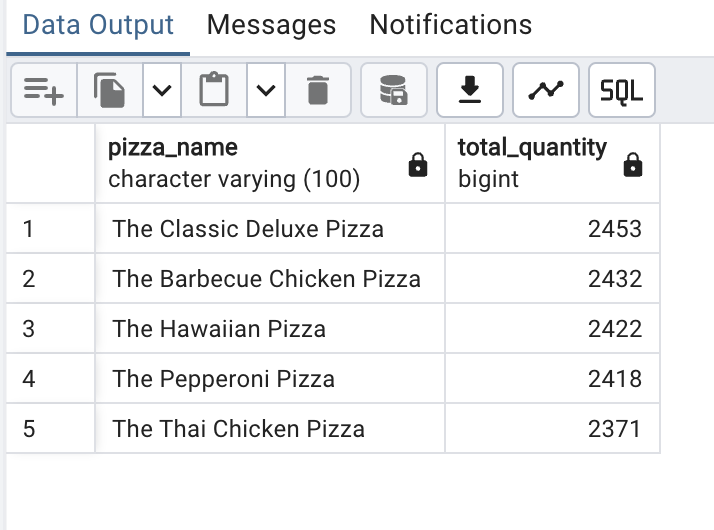 Data Output Messages Notifications
SQL
pizza_name total_quantity
character varying (100) bigint
1 The Classic Deluxe Pizza 2453
2 The Barbecue Chicken Pizza 2432
3 The Hawaiian Pizza 2422
4 The Pepperoni Pizza 2418
5 The Thai Chicken Pizza 2371